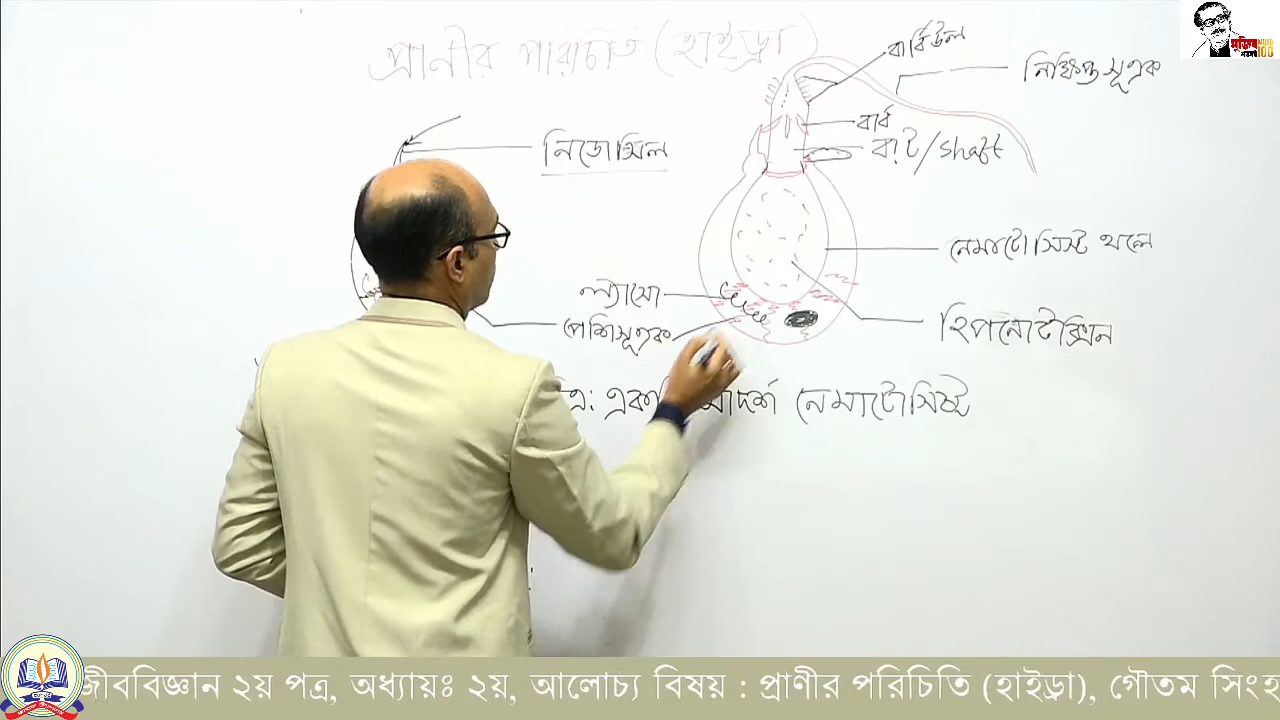 প্রাণীর পরিচিতি (হাইড্রা)
বার্বিউল
নিক্ষিপ্ত সূত্রক
বার্ব
নিডোসিল
বাট/shaft
নেমাটোসিস্ট থলে
ল্যাসো
পেশিসূত্রক
হিপনোটক্সিন
আদর্শ নেমাটোসিস্ট
জীববিজ্ঞান ২য় পত্র, অধ্যায়ঃ ২য়, আলোচ্য বিষয় : প্রাণীর পরিচিতি (হাইড্রা), গৌতম সিংহ